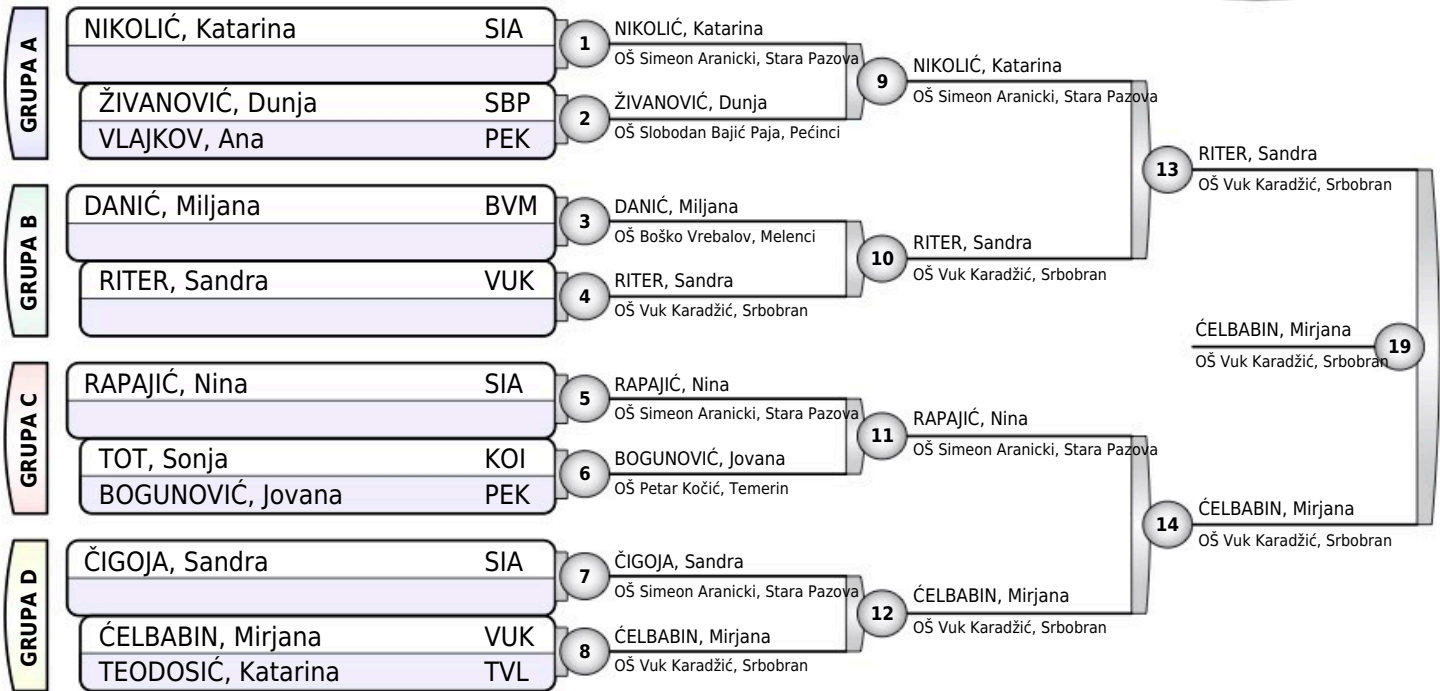 GRUPA A
NIKOLIĆ, Katarina SIA
ŽIVANOVIĆ, Dunja SBP
VLAJKOV, Ana PEK
GRUPA B
DANIĆ, Miljana BVM
RITER, Sandra VUK
GRUPA C
RAPAJIĆ, Nina SIA
TOT, Sonja KOI
BOGUNOVIĆ, Jovana PEK
GRUPA D
ČIGOJA, Sandra SIA
ĆELBABIN, Mirjana VUK
TEODOSIĆ, Katarina TVL
1
NIKOLIĆ, Katarina
OŠ Simeon Aranicki, Stara Pazova
2
ŽIVANOVIĆ, Dunja
OŠ Slobodan Bajić Paja, Pećinci
3
DANIĆ, Miljana
OŠ Boško Vrebalov, Melenci
4
RITER, Sandra
OŠ Vuk Karadžić, Srbobran
5
RAPAJIĆ, Nina
OŠ Simeon Aranicki, Stara Pazova
6
BOGUNOVIĆ, Jovana
OŠ Petar Kočić, Temerin
7
ČIGOJA, Sandra
OŠ Simeon Aranicki, Stara Pazova
8
ĆELBABIN, Mirjana
OŠ Vuk Karadžić, Srbobran
9
NIKOLIĆ, Katarina
OŠ Simeon Aranicki, Stara Pazova
10
RITER, Sandra
OŠ Vuk Karadžić, Srbobran
11
RAPAJIĆ, Nina
OŠ Simeon Aranicki, Stara Pazova
12
ĆELBABIN, Mirjana
OŠ Vuk Karadžić, Srbobran
13
RITER, Sandra
OŠ Vuk Karadžić, Srbobran
14
ĆELBABIN, Mirjana
OŠ Vuk Karadžić, Srbobran
ĆELBABIN, Mirjana
OŠ Vuk Karadžić, Srbobran
19